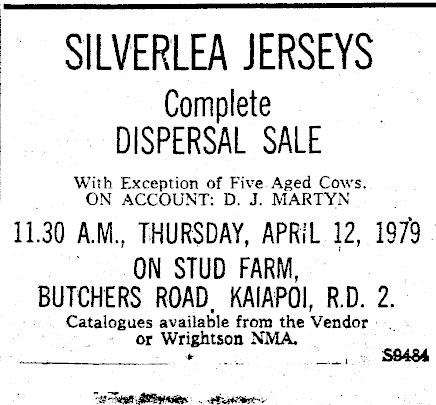 SILVERLEA JERSEYS
Complete
DISPERSAL SALE
With Exception of Five Aged Cows.
ON ACCOUNT: D. J. MARTYN
11.30 A.M., THURSDAY, APRIL 12, 1979
ON STUD FARM,
BUTCHERS ROAD, KAIAPOI, R.D. 2.
Catalogues available from the Vendor
or Wrightson NMA.
S9484